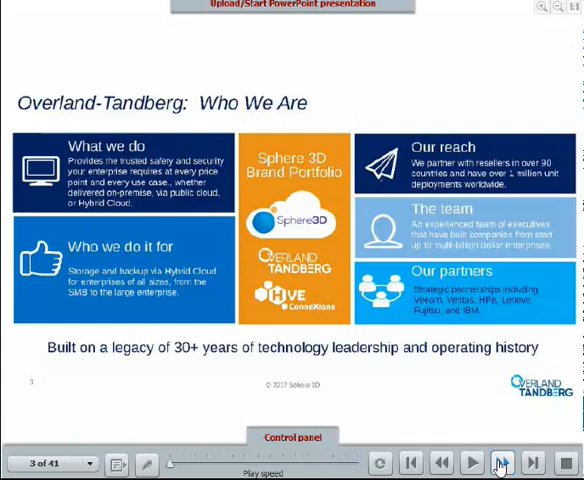 Upload/Start PowerPoint presentation
1:1
Overland-Tandberg: Who We Are
What we do
Provides the trusted safety and security
your enterprise requires at every price
point and every use case., whether
delivered on-premise, via public cloud,
or Hybrid Cloud.
Who we do it for
Storage and backup via Hybrid Cloud
for enterprises of all sizes, from the
SMB to the large enterprise.
Sphere 3D
Brand Portfolio
Sphere3D
OVERLAND
TANDBERG
HIVE
ConneXions
Our reach
We partner with resellers in over 90
countries and have over 1 million unit
deployments worldwide.
The team
An experienced team of executives
that have built companies from start
up to multi-billion dollar enterprises.
Our partners
Strategic partnerships including
Veeam, Veritas, HPe, Lenovo,
Fujitsu, and IBM.
Built on a legacy of 30+ years of technology leadership and operating history
3
© 2017 Sphere 3D
OVERLAND
TANDBERG
Control panel
3 of 41
Play speed